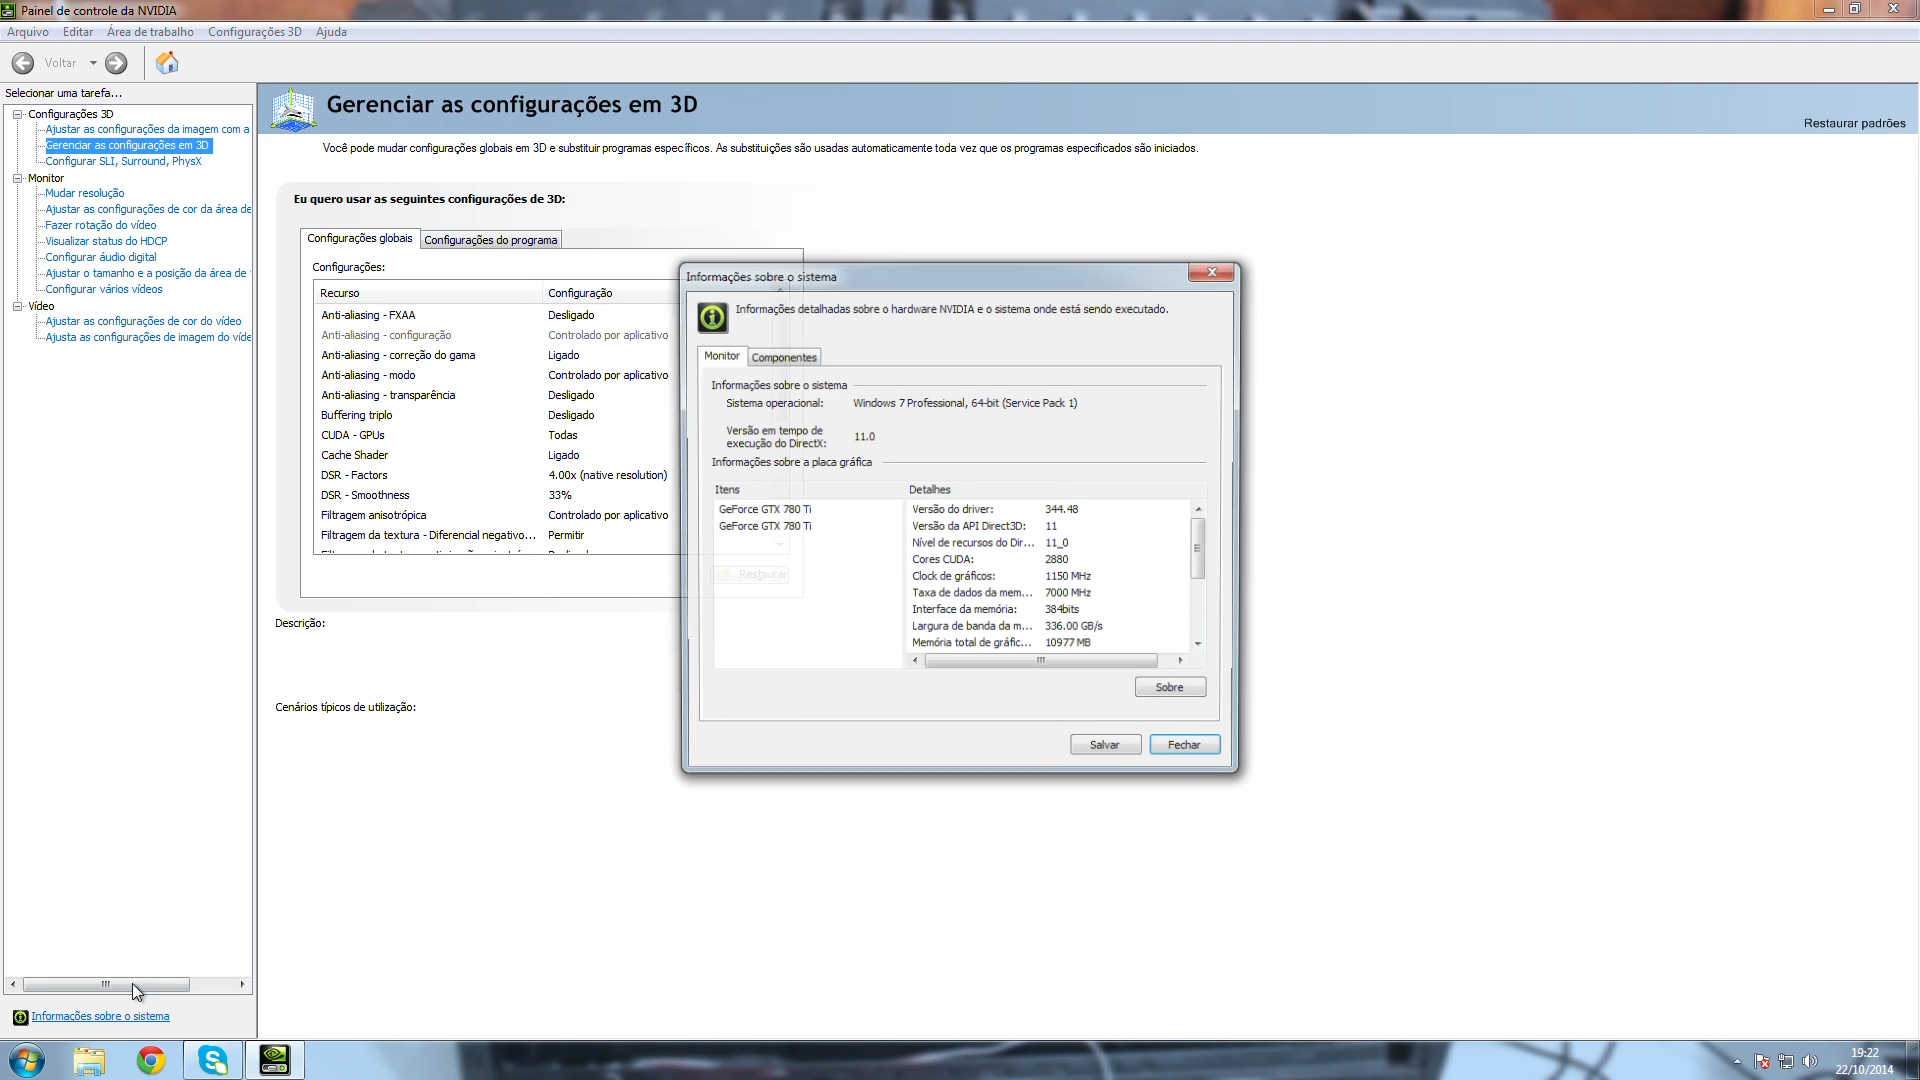 Painel de controle da NVIDIA
Arquivo Editar Área de trabalho Configurações 3D Ajuda
Voltar
Selecionar uma tarefa...
Configurações 3D
Ajustar as configurações da imagem com a
Gerenciar as configurações em 3D
Configurar SLI, Surround, PhysX
Monitor
Mudar resolução
Ajustar as configurações de cor da área de
Fazer rotação do vídeo
Visualizar status do HDCP
Configurar áudio digital
Ajustar o tamanho e a posição da área de
Configurar vários vídeos
Vídeo
Ajustar as configurações de cor do vídeo
Ajusta as configurações de imagem do víde
Informações sobre o sistema
Gerenciar as configurações em 3D
Restaurar padrões
Você pode mudar configurações globais em 3D e substituir programas específicos. As substituições são usadas automaticamente toda vez que os programas especificados são iniciados.
Eu quero usar as seguintes configurações de 3D:
Configurações globais Configurações do programa
Configurações:
Recurso Configuração
Anti-aliasing - FXAA Desligado
Anti-aliasing - configuração Controlado por aplicativo
Anti-aliasing - correção do gama Ligado
Anti-aliasing - modo Controlado por aplicativo
Anti-aliasing - transparência Desligado
Buffering triplo Desligado
CUDA - GPUs Todas
Cache Shader Ligado
DSR - Factors 4.00x (native resolution)
DSR - Smoothness 33%
Filtragem anisotrópica Controlado por aplicativo
Filtragem da textura - Diferencial negativo... Permitir
Restaurar
Descrição:
Cenários típicos de utilização:
Informações sobre o sistema
Informações detalhadas sobre o hardware NVIDIA e o sistema onde está sendo executado.
Monitor Componentes
Informações sobre o sistema
Sistema operacional: Windows 7 Professional, 64-bit (Service Pack 1)
Versão em tempo de
execução do DirectX: 11.0
Informações sobre a placa gráfica
Itens Detalhes
GeForce GTX 780 Ti
GeForce GTX 780 Ti
Versão do driver: 344.48
Versão da API Direct3D: 11
Nível de recursos do Dir... 11_0
Cores CUDA: 2880
Clock de gráficos: 1150 MHz
Taxa de dados da mem... 7000 MHz
Interface da memória: 384bits
Largura de banda da m... 336.00 GB/s
Memória total de gráfic... 10977 MB
Sobre
Salvar Fechar
19:22
22/10/2014